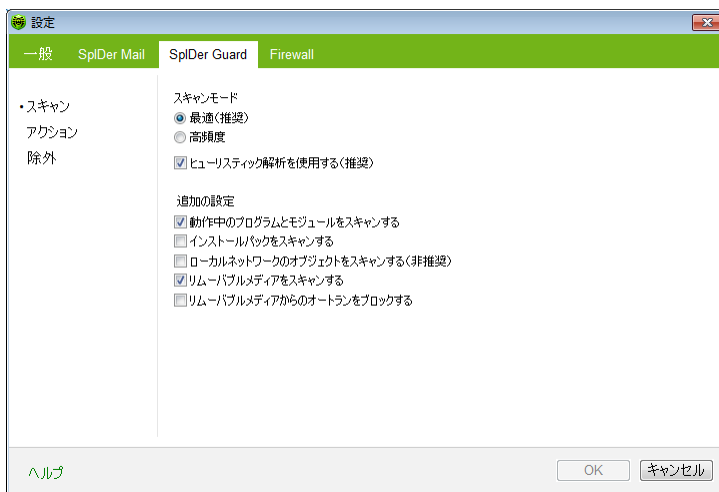 設定
一般 SpIDer Mail SpIDer Guard Firewall
・スキャン
アクション
除外
スキャンモード
最適(推奨)
高頻度
ヒューリスティック解析を使用する(推奨)
追加の設定
動作中のプログラムとモジュールをスキャンする
インストールパックをスキャンする
ローカルネットワークのオブジェクトをスキャンする(非推奨)
リムーバブルメディアをスキャンする
リムーバブルメディアからのオートランをブロックする
ヘルプ
OK キャンセル